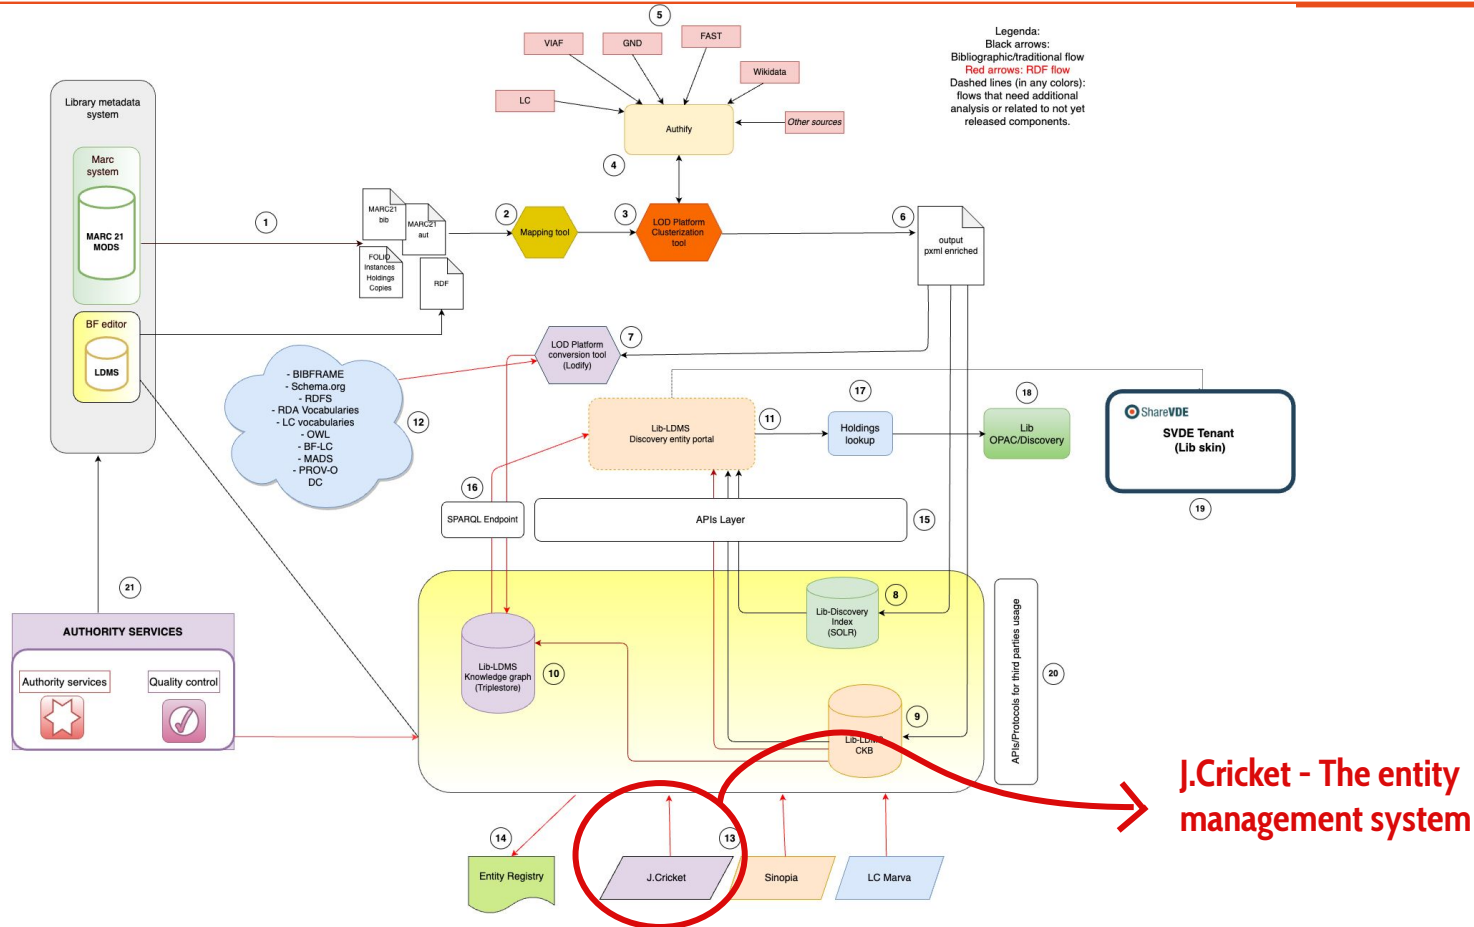 5
VIAF
GND
FAST
Wikidata
LC
Authify
Other sources
4
Legenda:
Black arrows:
Bibliographic/traditional flow
Red arrows: RDF flow
Dashed lines (in any colors):
flows that need additional
analysis or related to not yet
released components.
Library metadata
system
Marc
system
MARC 21
MODS
BF editor
LDMS
1
MARC21
bib
MARC21
aut
FOLIO
Instances
Holdings
Copies
RDF
2
Mapping tool
3
LOD Platform
Clusterization
tool
6
output
pxml enriched
7
LOD Platform
conversion tool
(Lodify)
- BIBFRAME
- Schema.org
- RDFS
- RDA Vocabularies
- LC vocabularies
- OWL
- BF-LC
- MADS
- PROV-O
DC
12
Lib-LDMS
Discovery entity portal
11
17
Holdings
lookup
18
Lib
OPAC/Discovery
ShareVDE
SVDE Tenant
(Lib skin)
19
16
SPARQL Endpoint
APIs Layer
15
21
AUTHORITY SERVICES
Authority services
Quality control
Lib-LDMS
Knowledge graph
(Triplestore)
10
Lib-Discovery
Index
(SOLR)
8
Lib-LDMS
CKB
9
APIs/Protocols for third parties usage
20
14
Entity Registry
J.Cricket
13
Sinopia
LC Marva
J.Cricket - The entity
management system